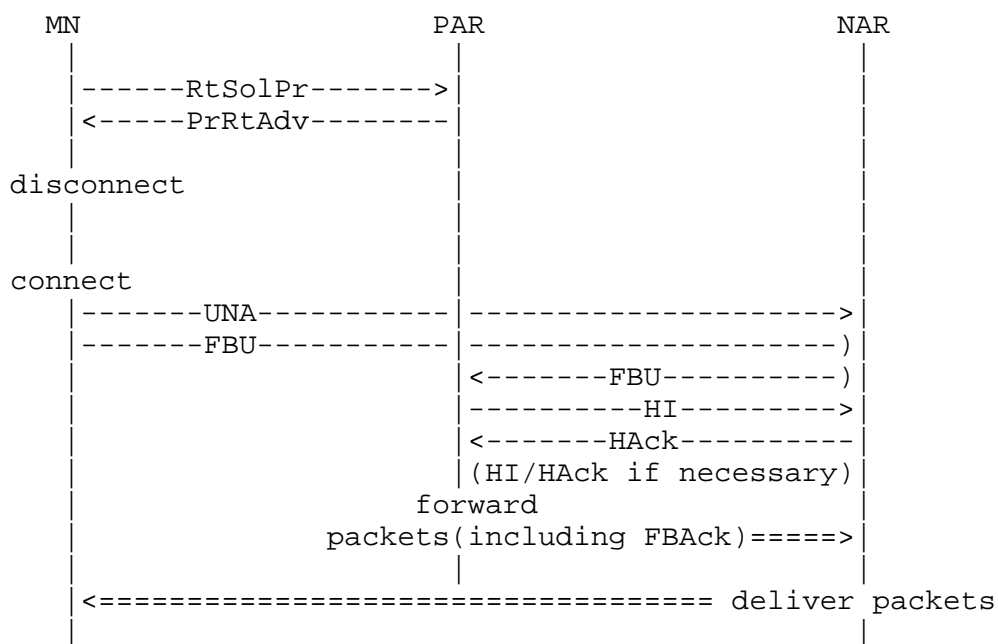 MN PAR NAR
|------RtSolPr------->|
|<-----PrRtAdv--------|
disconnect
connect
|-------UNA-----------|--------------------->|
|-------FBU-----------|---------------------)|
|<-------FBU----------)|
|----------HI--------->|
|<-------HAck----------|
|(HI/HAck if necessary)|
forward
packets(including FBAck)=====>|
|<=================================== deliver packets